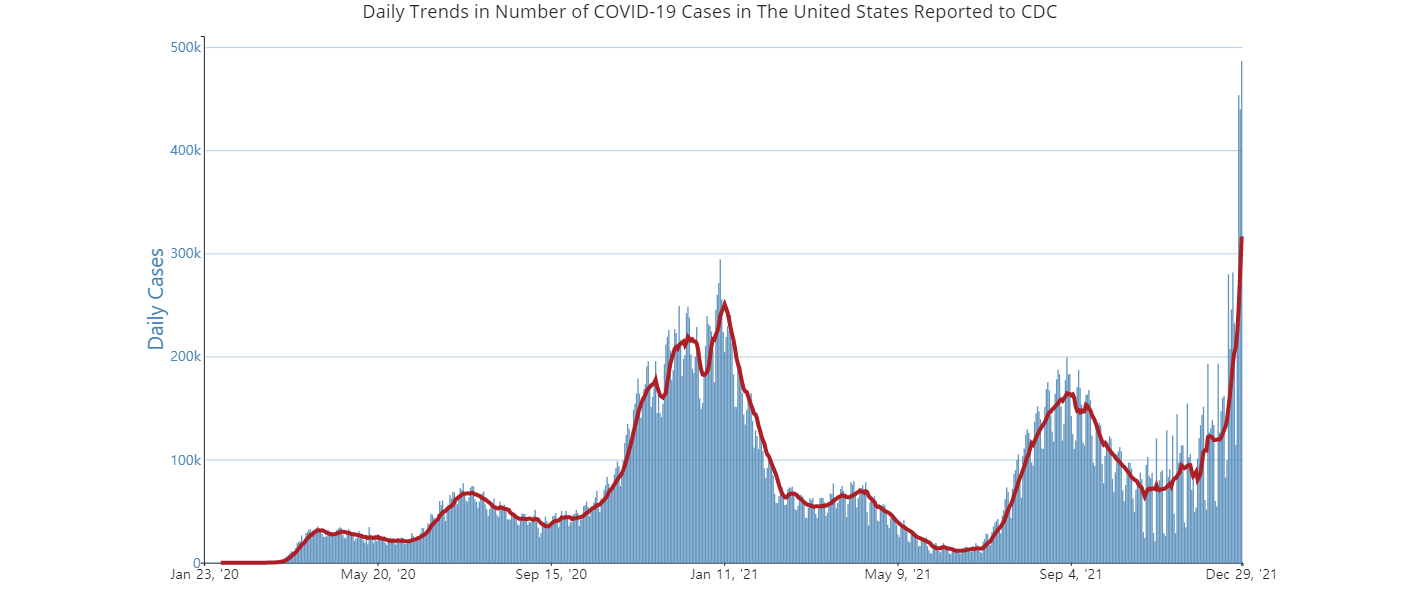 Daily Trends in Number of COVID-19 Cases in The United States Reported to CDC
500k
400k
300k
200k
100k
0
Daily Cases
Jan 23, '20 May 20, '20 Sep 15, '20 Jan 11, '21 May 9, '21 Sep 4, '21 Dec 29, '21